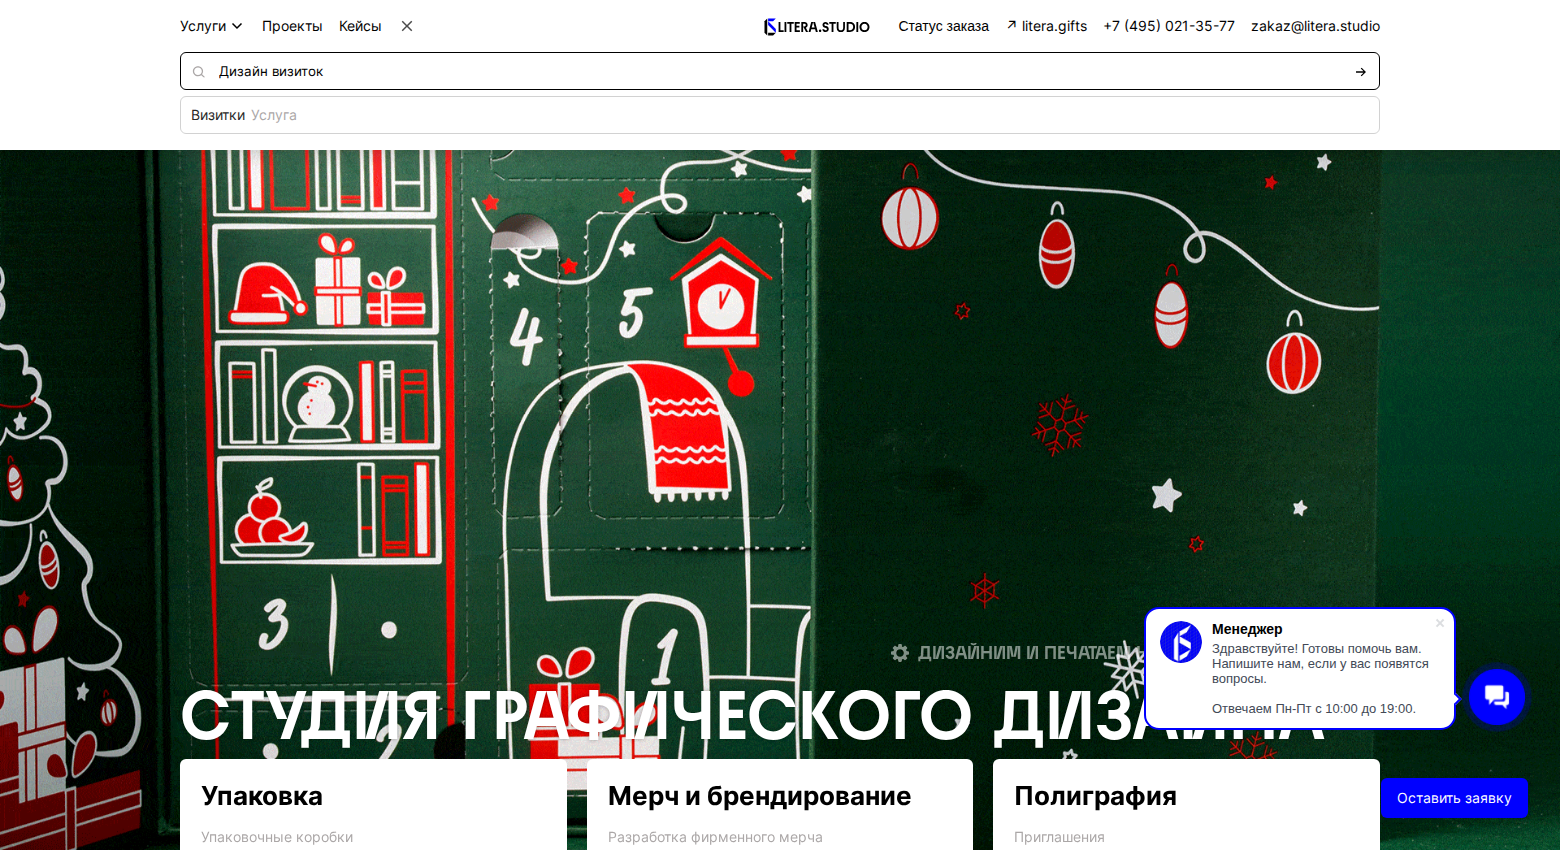 Услуги Проекты Кейсы LITERA.STUDIO Статус заказа ↗ litera.gifts +7 (495) 021-35-77 zakaz@litera.studio
Дизайн визиток →
Визитки Услуга
4
5
3
1
2
ДИЗАЙНИМ И ПЕЧАТАЕМ
СТУДИЯ ГРАФИЧЕСКОГО ДИЗАЙНА
Менеджер
Здравствуйте! Готовы помочь вам.
Напишите нам, если у вас появятся
вопросы.
Отвечаем Пн-Пт с 10:00 до 19:00.
Упаковка
Упаковочные коробки
Мерч и брендирование
Разработка фирменного мерча
Полиграфия
Приглашения
Оставить заявку